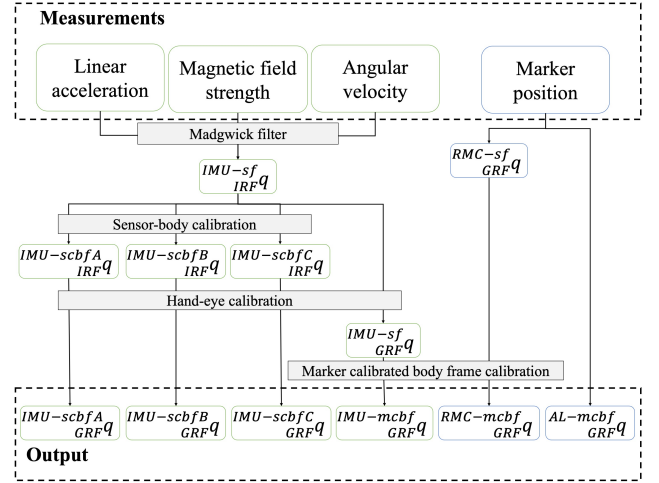 Measurements
Linear acceleration
Magnetic field strength
Angular velocity
Marker position
Madgwick filter
IMU−sf
IRF q
RMC−sf
GRF q
Sensor-body calibration
IMU−scbfA
IRF q
IMU−scbfB
IRF q
IMU−scbfC
IRF q
Hand-eye calibration
IMU−sf
GRF q
Marker calibrated body frame calibration
IMU−scbfA
GRF q
IMU−scbfB
GRF q
IMU−scbfC
GRF q
IMU−mcbf
GRF q
RMC−mcbf
GRF q
AL−mcbf
GRF q
Output